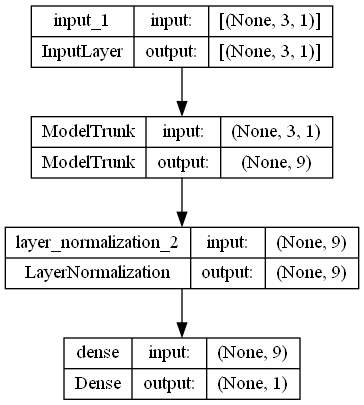 input_1 input: [(None, 3, 1)]
InputLayer output: [(None, 3, 1)]
ModelTrunk input: (None, 3, 1)
ModelTrunk output: (None, 9)
layer_normalization_2 input: (None, 9)
LayerNormalization output: (None, 9)
dense input: (None, 9)
Dense output: (None, 1)